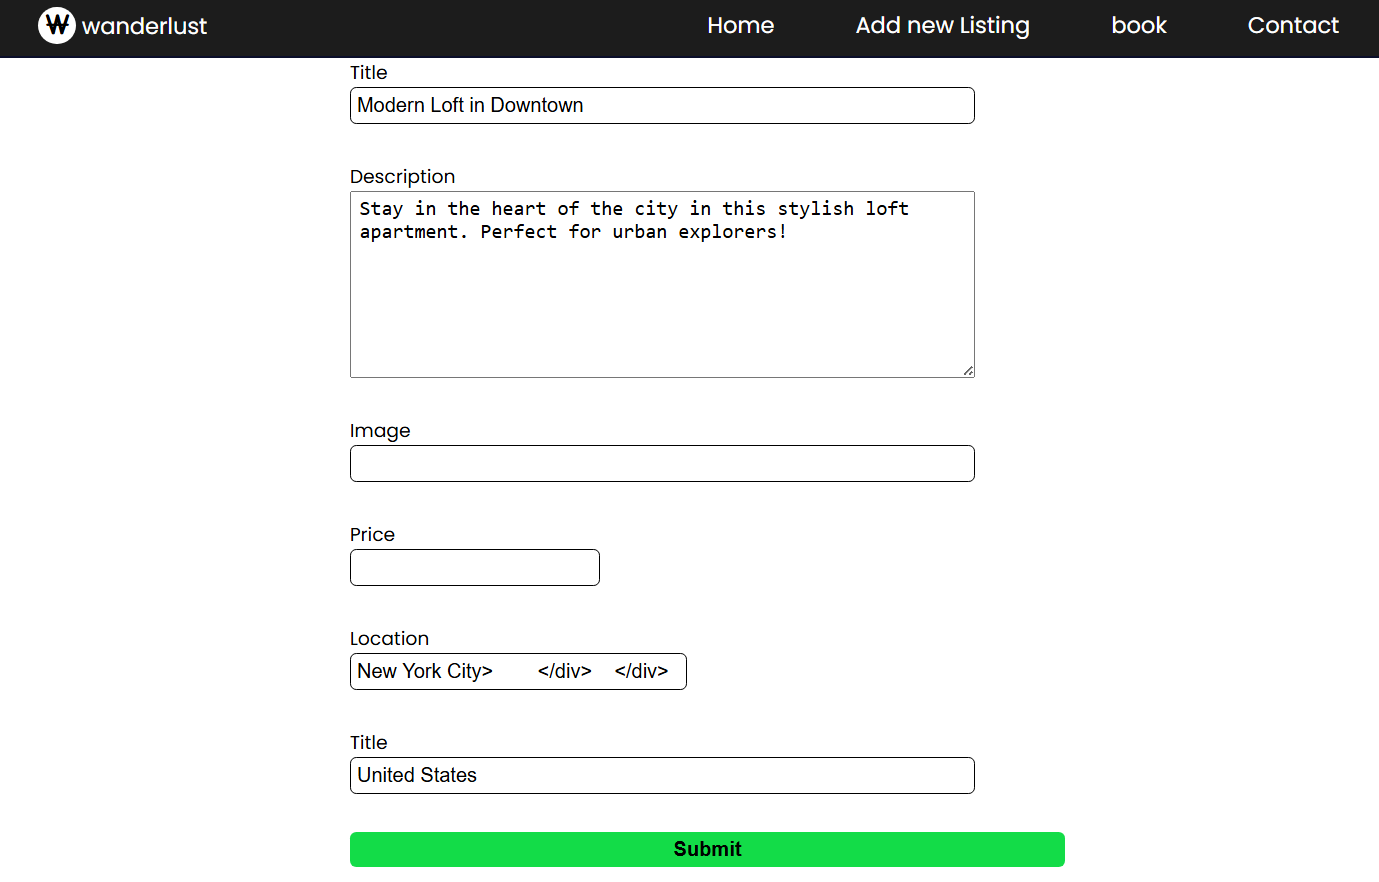 ₩ wanderlust Home Add new Listing book Contact
Title
Modern Loft in Downtown
Description
Stay in the heart of the city in this stylish loft
apartment. Perfect for urban explorers!
Image
Price
Location
New York City> </div> </div>
Title
United States
Submit